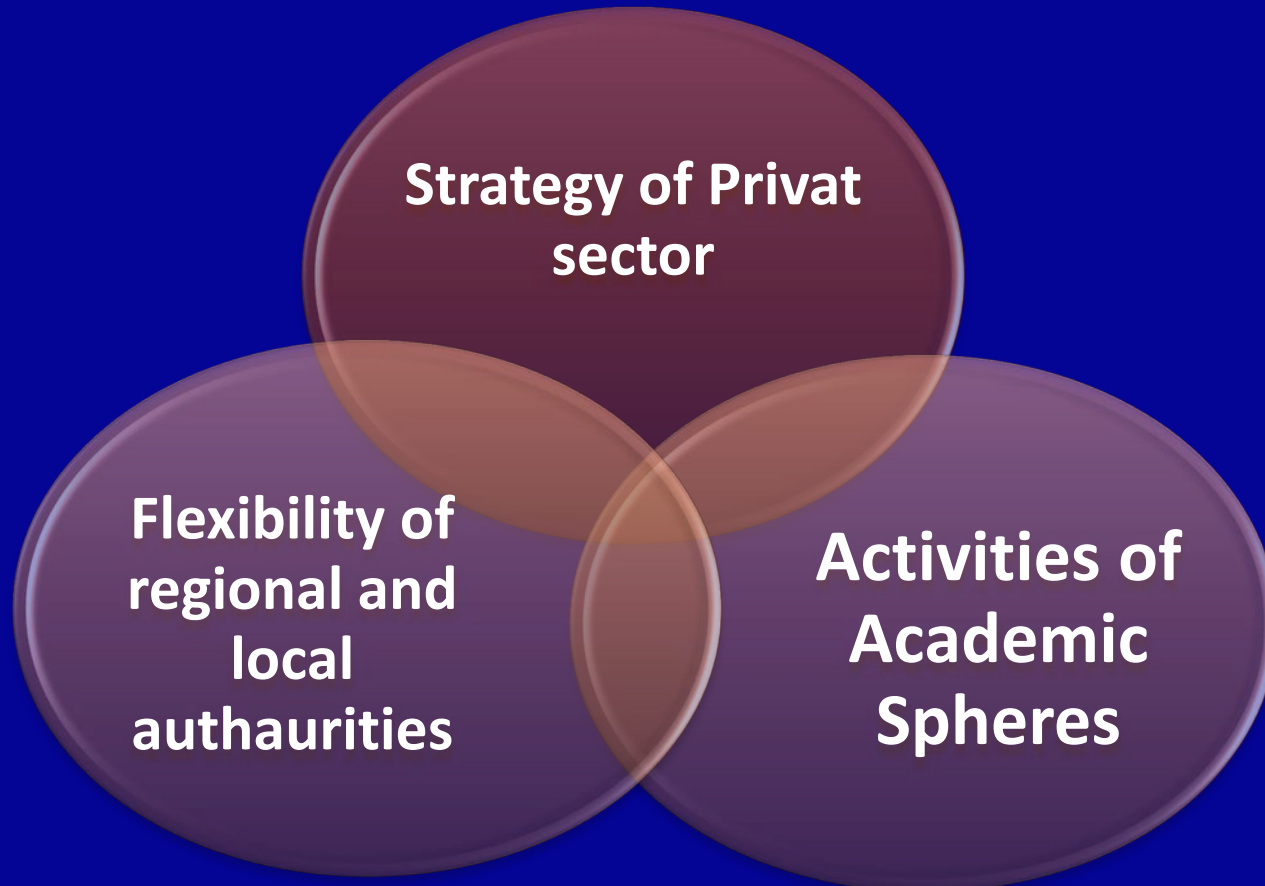 Strategy of Privat
sector
Flexibility of
regional and
local
authaurities
Activities of
Academic
Spheres